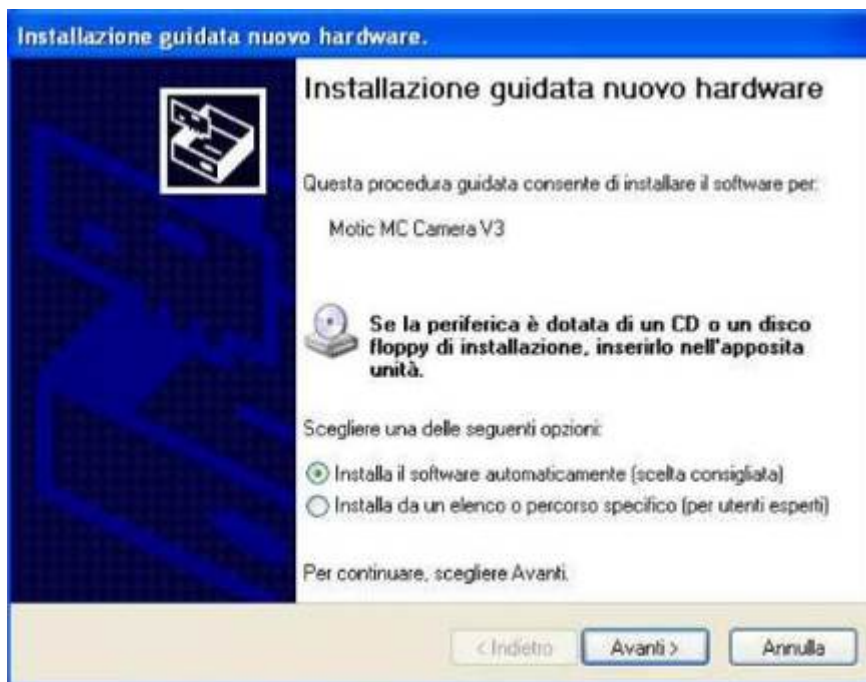 Installazione guidata nuovo hardware.
Installazione guidata nuovo hardware
Questa procedura guidata consente di installare il software per:
Motic MC Camera V3
Se la periferica è dotata di un CD o un disco
floppy di installazione, inserirlo nell'apposita
unità.
Scegliere una delle seguenti opzioni:
Installa il software automaticamente (scelta consigliata)
Installa da un elenco o percorso specifico (per utenti esperti)
Per continuare, scegliere Avanti.
< Indietro Avanti > Annulla